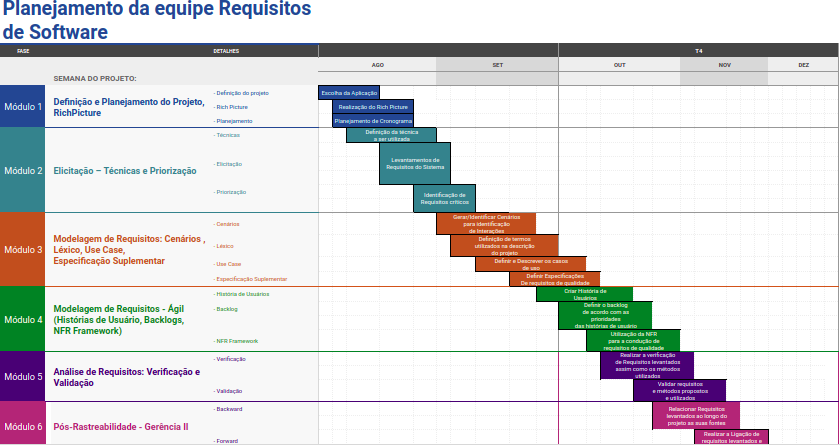 Planejamento da equipe Requisitos
de Software
FASE
DETALHES
T4
AGO
SET
OUT
NOV
DEZ
SEMANA DO PROJETO:
Módulo 1
Definição e Planejamento do Projeto,
RichPicture
- Definição do projeto
- Rich Picture
- Planejamento
Escolha da Aplicação
Realização do Rich Picture
Planejamento de Cronograma
Módulo 2
Elicitação – Técnicas e Priorização
- Técnicas
- Elicitação
- Priorização
Definição da técnica
a ser utilizada
Levantamentos de
Requisitos do Sistema
Identificação de
Requisitos críticos
Módulo 3
Modelagem de Requisitos: Cenários ,
Léxico, Use Case,
Especificação Suplementar
- Cenários
- Léxico
- Use Case
- Especificação Suplementar
Gerar/Identificar Cenários
para identificação
de Interações
Definição de termos
utilizados na descrição
do projeto
Definir e Descrever os casos
de uso
Definir Especificações
De requisitos de qualidade
Módulo 4
Modelagem de Requisitos - Ágil
(Histórias de Usuário, Backlogs,
NFR Framework)
- História de Usuários
- Backlog
- NFR Framework
Criar História de
Usuários
Definir o backlog
de acordo com as
prioridades
das histórias de usuário
Utilização da NFR
para a condução de
requisitos de qualidade
Módulo 5
Análise de Requisitos: Verificação e
Validação
- Verificação
- Validação
Realizar a verificação
de Requisitos levantados
assim como os métodos
utilizados
Validar requisitos
e métodos propostos
e utilizados
Módulo 6
Pós-Rastreabilidade - Gerência II
- Backward
- Forward
Relacionar Requisitos
levantados ao longo do
projeto as suas fontes
Realizar a Ligação de
requisitos levantados e